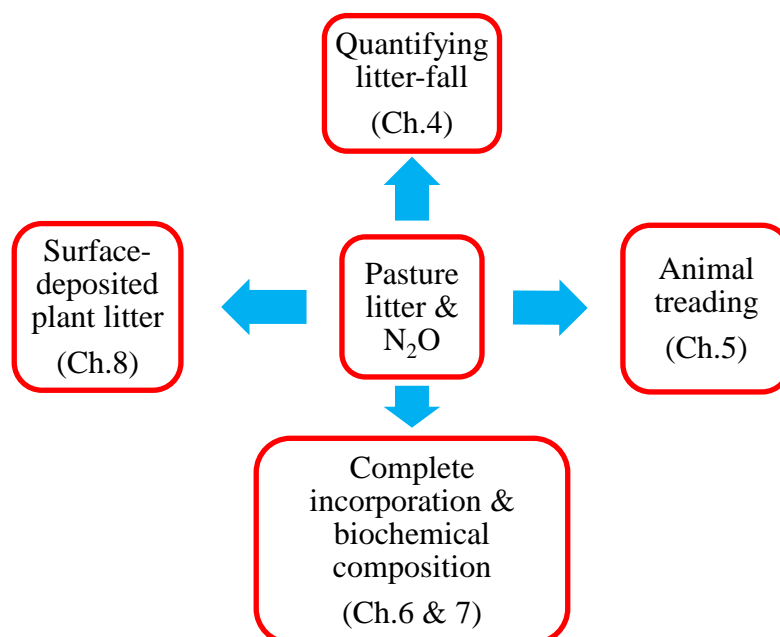 Quantifying
litter-fall
(Ch.4)
Surface-
deposited
plant litter
(Ch.8)
Pasture
litter &
N₂O
Animal
treading
(Ch.5)
Complete
incorporation &
biochemical
composition
(Ch.6 & 7)